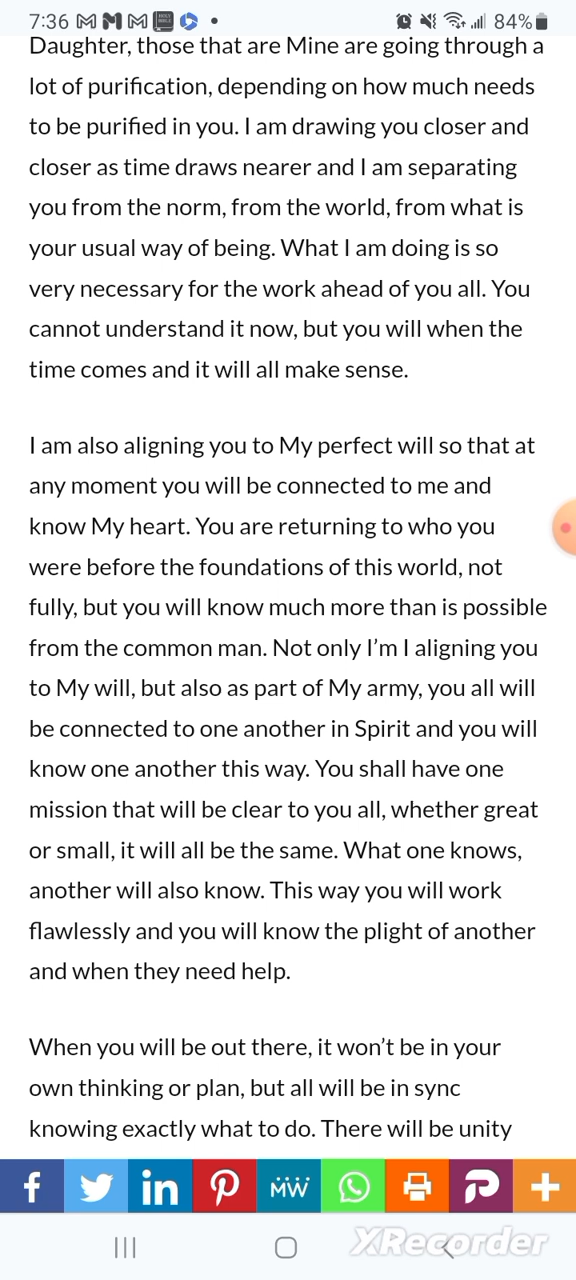 7:36
84%
Daughter, those that are Mine are going through a
lot of purification, depending on how much needs
to be purified in you. I am drawing you closer and
closer as time draws nearer and I am separating
you from the norm, from the world, from what is
your usual way of being. What I am doing is so
very necessary for the work ahead of you all. You
cannot understand it now, but you will when the
time comes and it will all make sense.
I am also aligning you to My perfect will so that at
any moment you will be connected to me and
know My heart. You are returning to who you
were before the foundations of this world, not
fully, but you will know much more than is possible
from the common man. Not only I’m I aligning you
to My will, but also as part of My army, you all will
be connected to one another in Spirit and you will
know one another this way. You shall have one
mission that will be clear to you all, whether great
or small, it will all be the same. What one knows,
another will also know. This way you will work
flawlessly and you will know the plight of another
and when they need help.
When you will be out there, it won’t be in your
own thinking or plan, but all will be in sync
knowing exactly what to do. There will be unity
f in MW
XRecorder